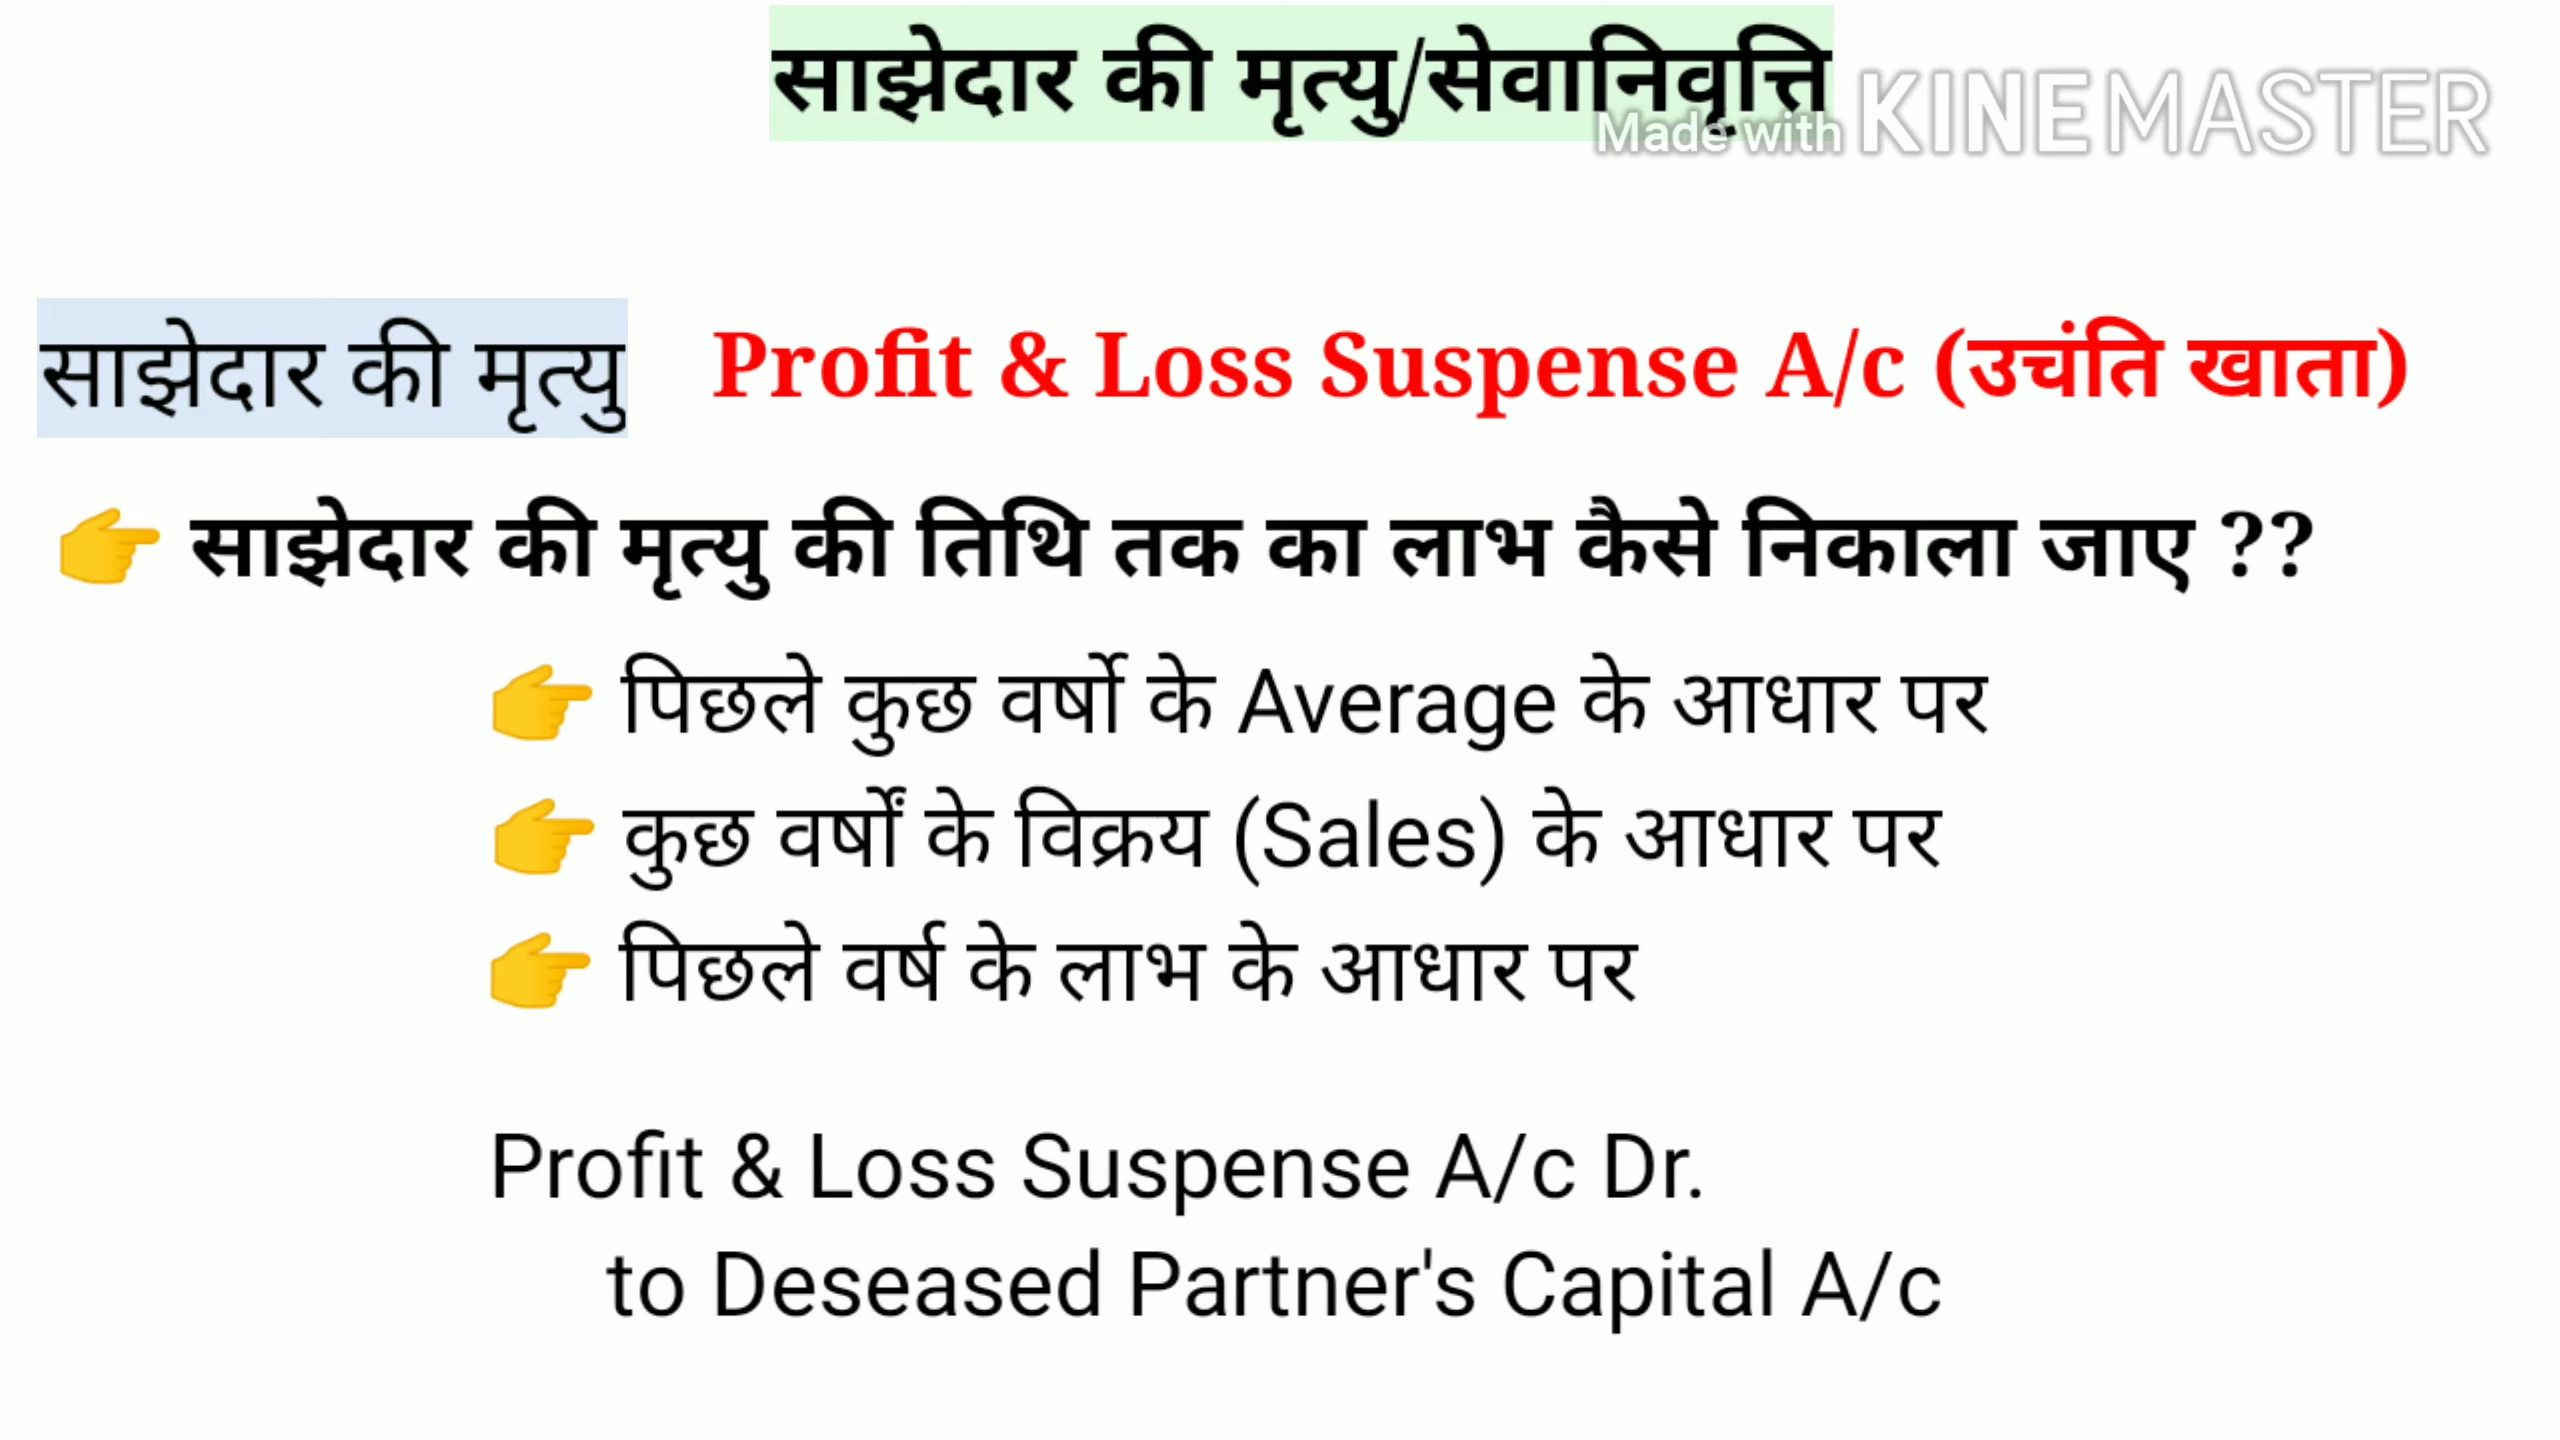 साझेदार की मृत्यु/सेवानिवृत्ति
Made with KINEMASTER
साझेदार की मृत्यु Profit & Loss Suspense A/c (उचंति खाता)
👉 साझेदार की मृत्यु की तिथि तक का लाभ कैसे निकाला जाए ??
👉 पिछले कुछ वर्षो के Average के आधार पर
👉 कुछ वर्षों के विक्रय (Sales) के आधार पर
👉 पिछले वर्ष के लाभ के आधार पर
Profit & Loss Suspense A/c Dr.
to Deseased Partner's Capital A/c